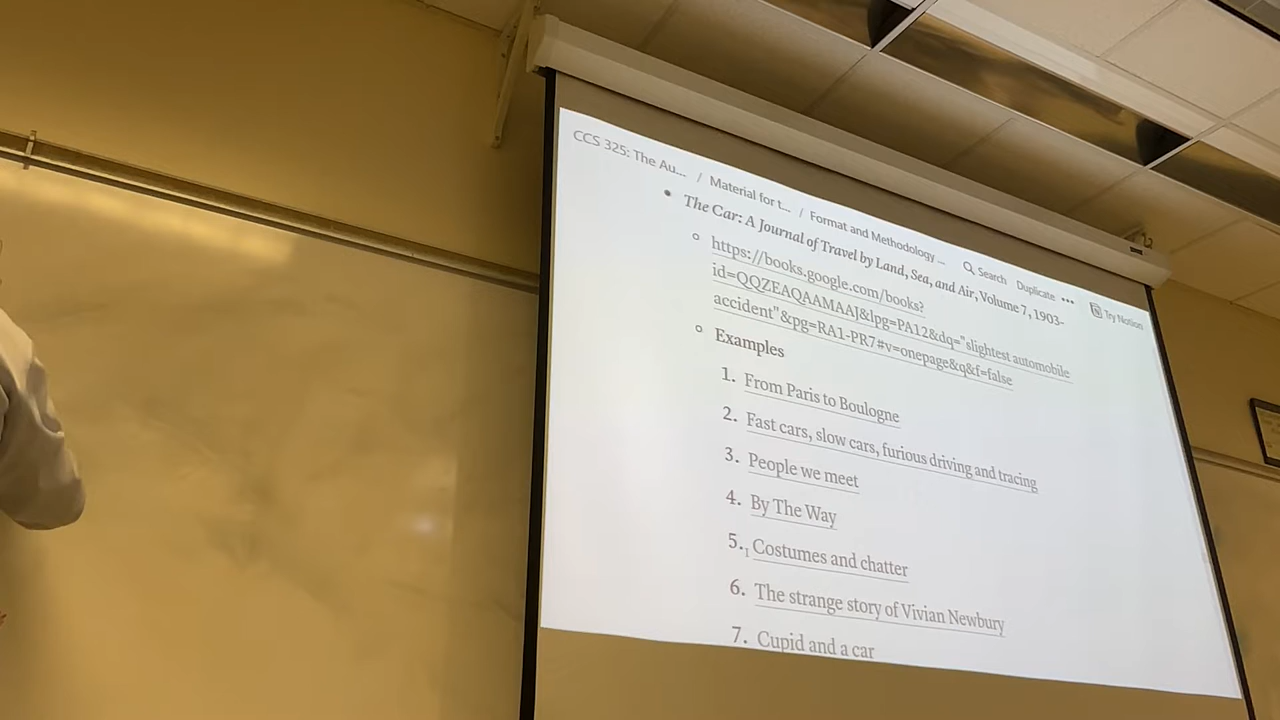 CCS 325: The Au... / Material for t... / Format and Methodology ... Search Duplicate ••• Try Notion
• The Car: A Journal of Travel by Land, Sea, and Air, Volume 7, 1903-
https://books.google.com/books?
id=QQZEAQAAMAAJ&lpg=PA12&dq="slightest automobile
accident"&pg=RA1-PR7#v=onepage&q&f=false
Examples
1. From Paris to Boulogne
2. Fast cars, slow cars, furious driving and tracing
3. People we meet
4. By The Way
5. Costumes and chatter
6. The strange story of Vivian Newbury
7. Cupid and a car